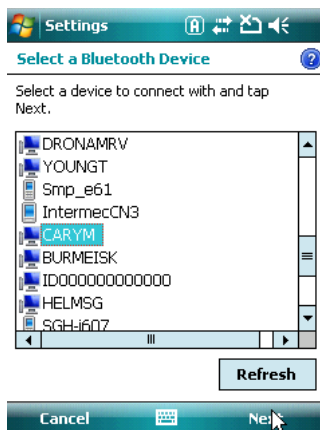 Settings
Select a Bluetooth Device
Select a device to connect with and tap
Next.
DRONAMRV
YOUNGT
Smp_e61
IntermecCN3
CARYM
BURMEISK
ID000000000000
HELMSG
SGH-i607
Refresh
Cancel
Next